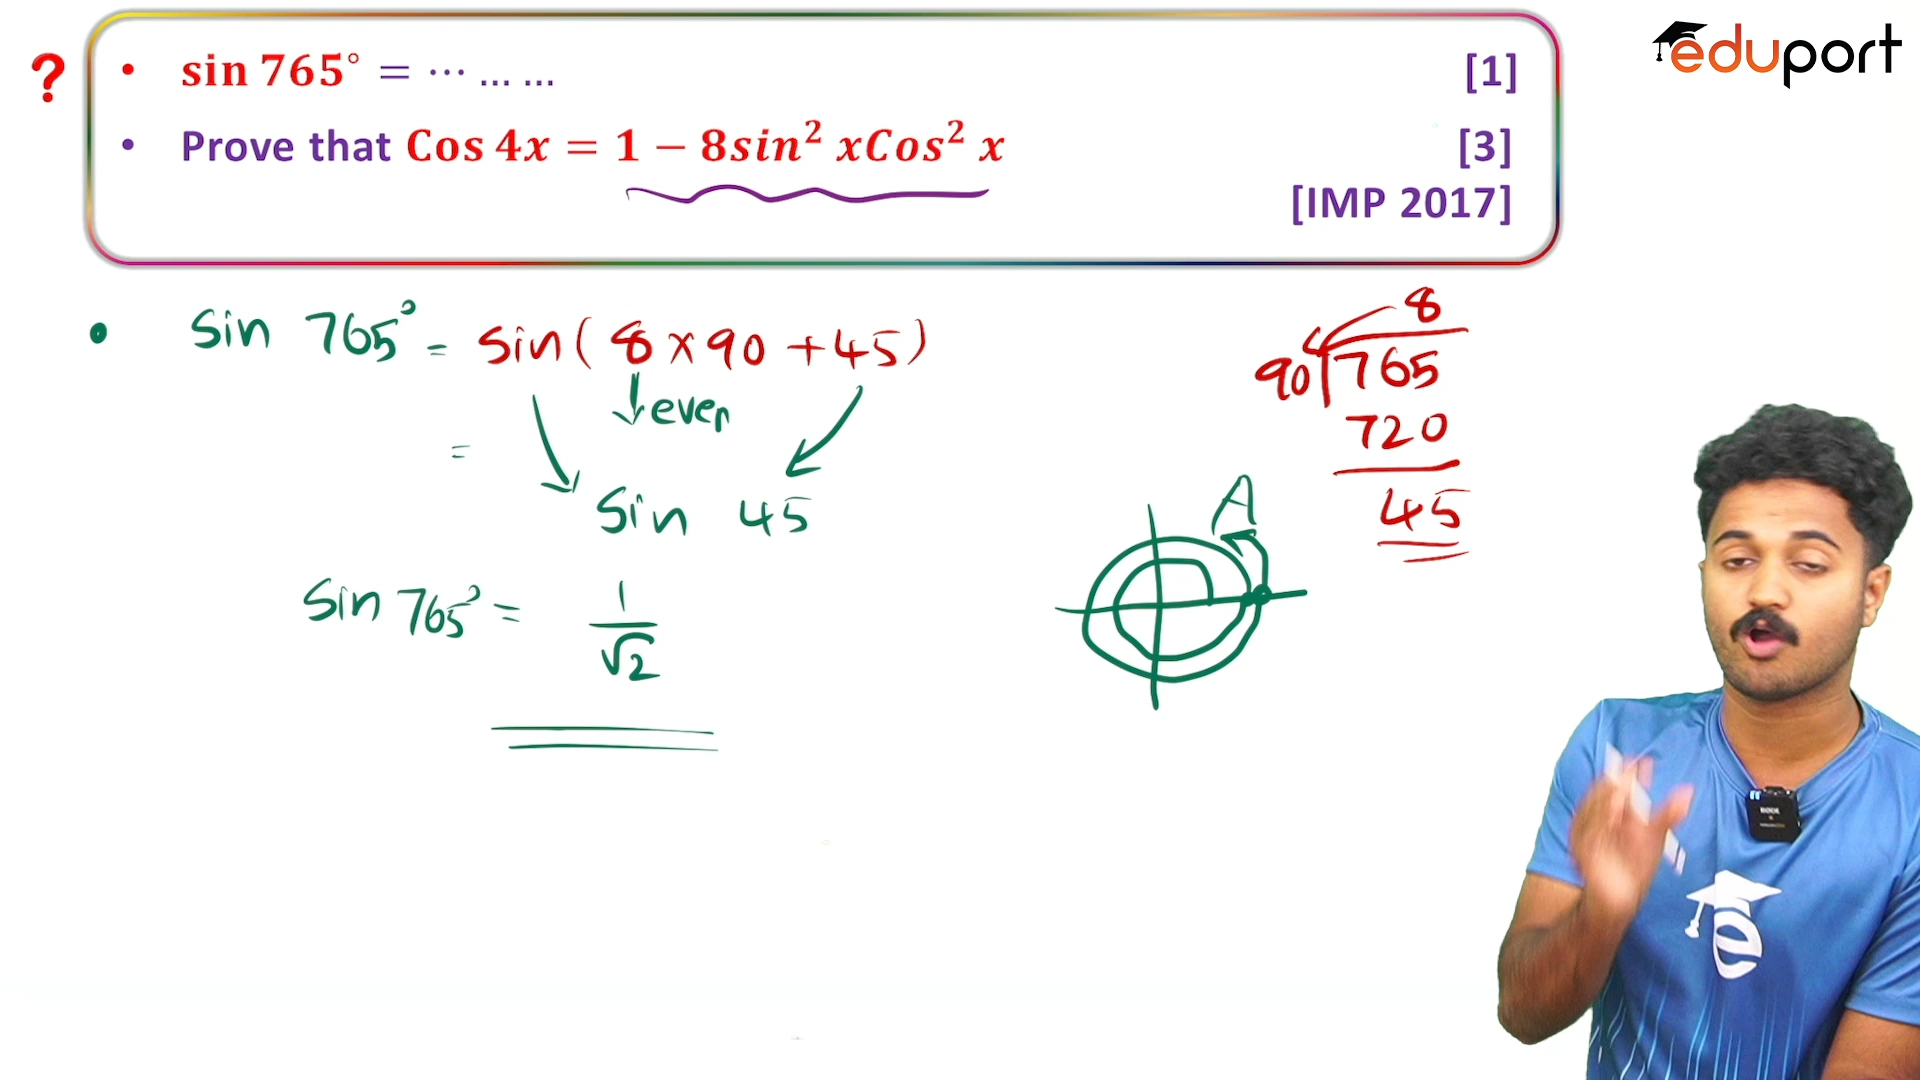 eduport
? • sin 765° = ⋯ … … [1]
• Prove that Cos 4x = 1 − 8sin² xCos² x [3]
[IMP 2017]
• Sin 765° = sin( 8 × 90 + 45)
↓ even
= Sin 45
Sin 765° = 1/√2
8
90 765
720
45
A
e